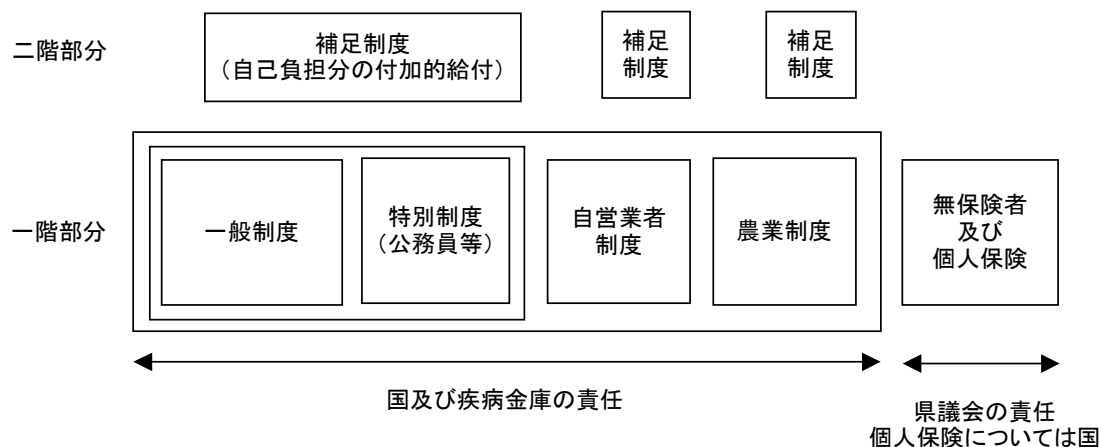 二階部分
補足制度
（自己負担分の付加的給付）
補足
制度
補足
制度
一階部分
一般制度
特別制度
（公務員等）
自営業者
制度
農業制度
無保険者
及び
個人保険
国及び疾病金庫の責任
県議会の責任
個人保険については国